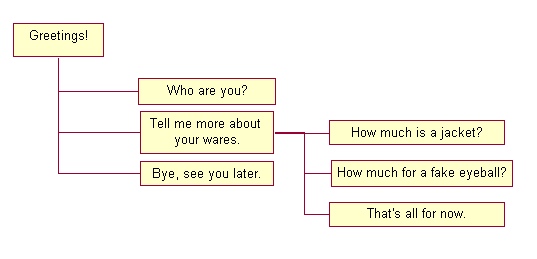 Greetings!
Who are you?
Tell me more about
your wares.
How much is a jacket?
How much for a fake eyeball?
Bye, see you later.
That's all for now.